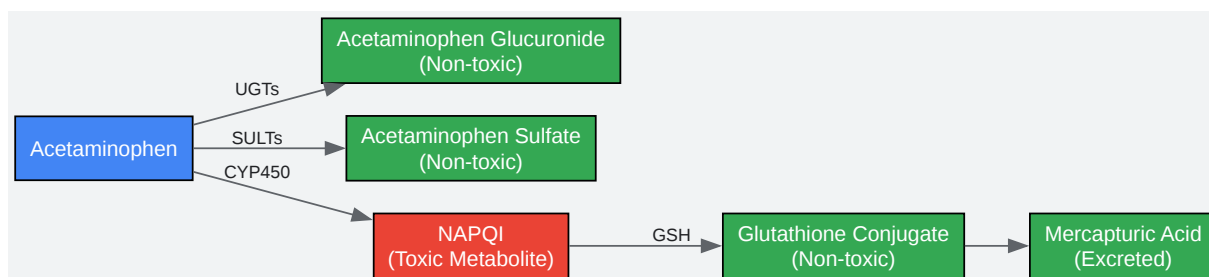 Acetaminophen Glucuronide
(Non-toxic)
UGTs
Acetaminophen
SULTs
Acetaminophen Sulfate
(Non-toxic)
CYP450
NAPQI
(Toxic Metabolite)
GSH
Glutathione Conjugate
(Non-toxic)
Mercapturic Acid
(Excreted)